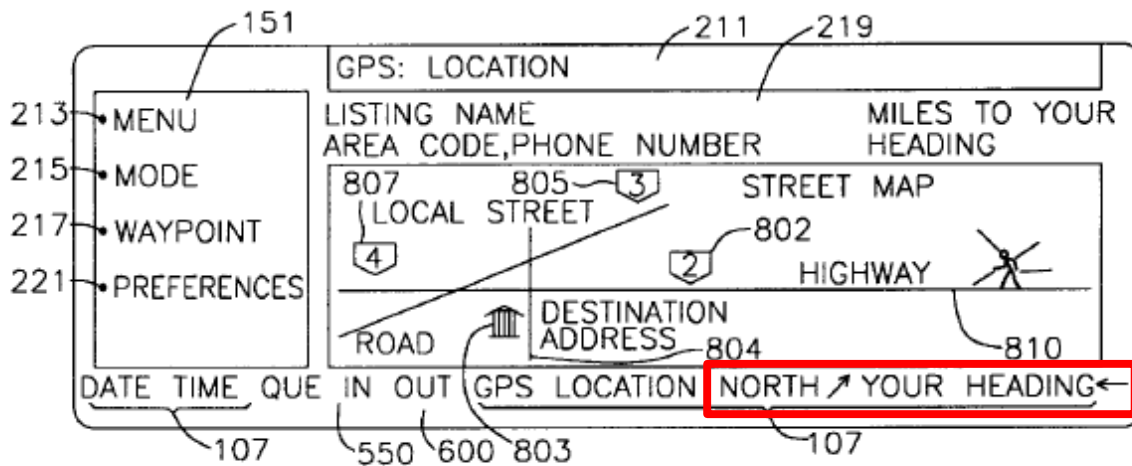 151
211
219
GPS: LOCATION
213 MENU
LISTING NAME
MILES TO YOUR
AREA CODE,PHONE NUMBER
HEADING
215 MODE
807
805
3
STREET MAP
LOCAL STREET
217 WAYPOINT
4
2
802
221 PREFERENCES
HIGHWAY
DESTINATION
ADDRESS
ROAD
804
810
DATE TIME QUE IN OUT GPS LOCATION NORTH ↗ YOUR HEADING ←
107
550
600
803
107